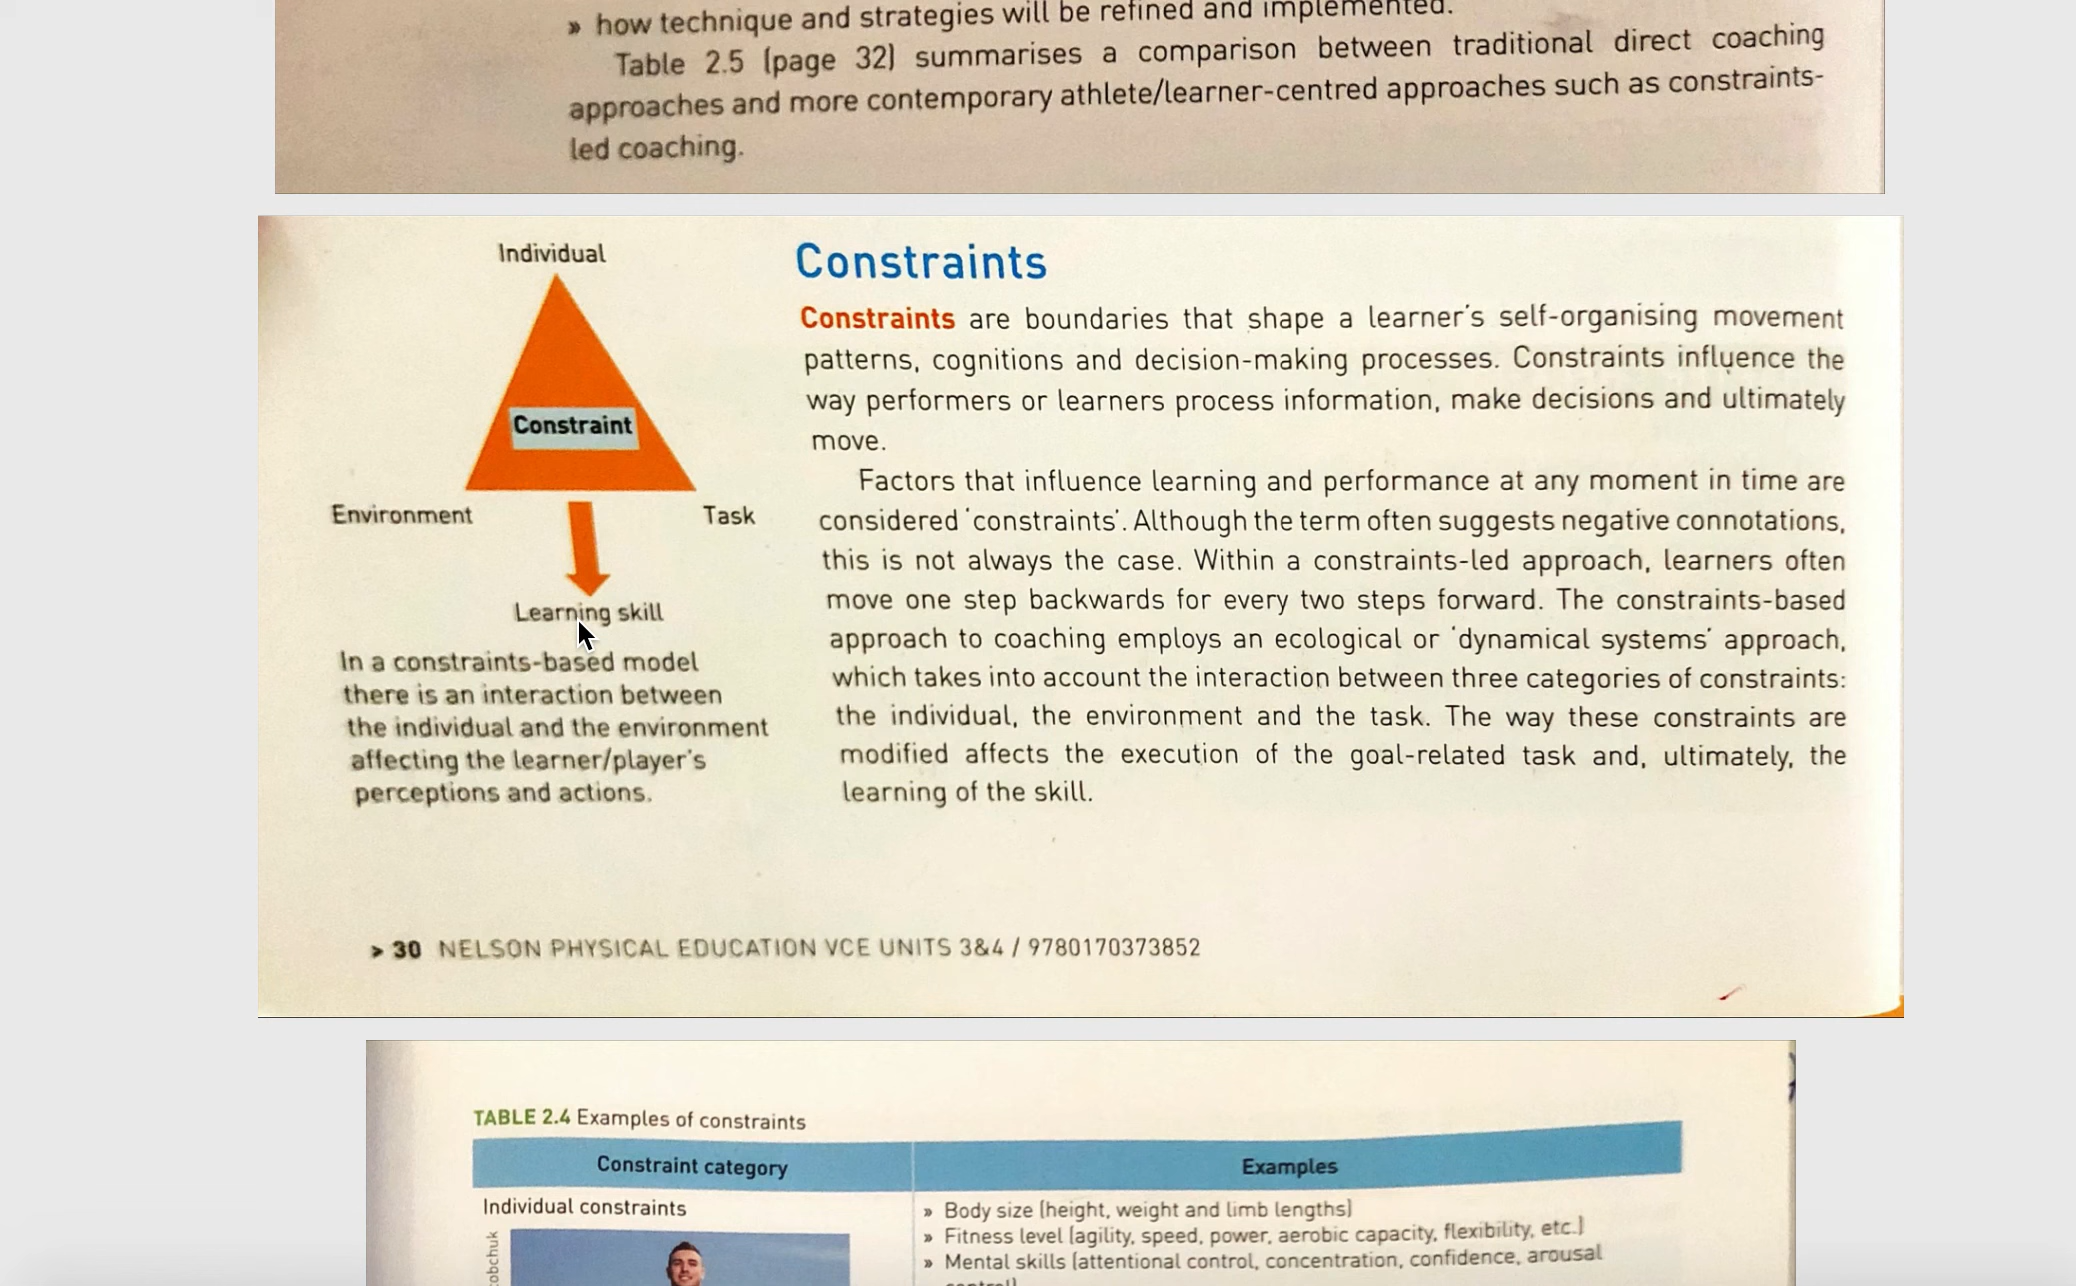 » how technique and strategies will be refined and implemented.
Table 2.5 (page 32) summarises a comparison between traditional direct coaching
approaches and more contemporary athlete/learner-centred approaches such as constraints-
led coaching.
Individual
Constraint
Environment
Task
Learning skill
In a constraints-based model
there is an interaction between
the individual and the environment
affecting the learner/player's
perceptions and actions.
Constraints
Constraints are boundaries that shape a learner's self-organising movement
patterns, cognitions and decision-making processes. Constraints influence the
way performers or learners process information, make decisions and ultimately
move.
Factors that influence learning and performance at any moment in time are
considered 'constraints'. Although the term often suggests negative connotations,
this is not always the case. Within a constraints-led approach, learners often
move one step backwards for every two steps forward. The constraints-based
approach to coaching employs an ecological or 'dynamical systems' approach,
which takes into account the interaction between three categories of constraints:
the individual, the environment and the task. The way these constraints are
modified affects the execution of the goal-related task and, ultimately, the
learning of the skill.
> 30 NELSON PHYSICAL EDUCATION VCE UNITS 3&4 / 9780170373852
TABLE 2.4 Examples of constraints
Constraint category
Examples
Individual constraints
» Body size (height, weight and limb lengths)
» Fitness level (agility, speed, power, aerobic capacity, flexibility, etc.)
» Mental skills (attentional control, concentration, confidence, arousal